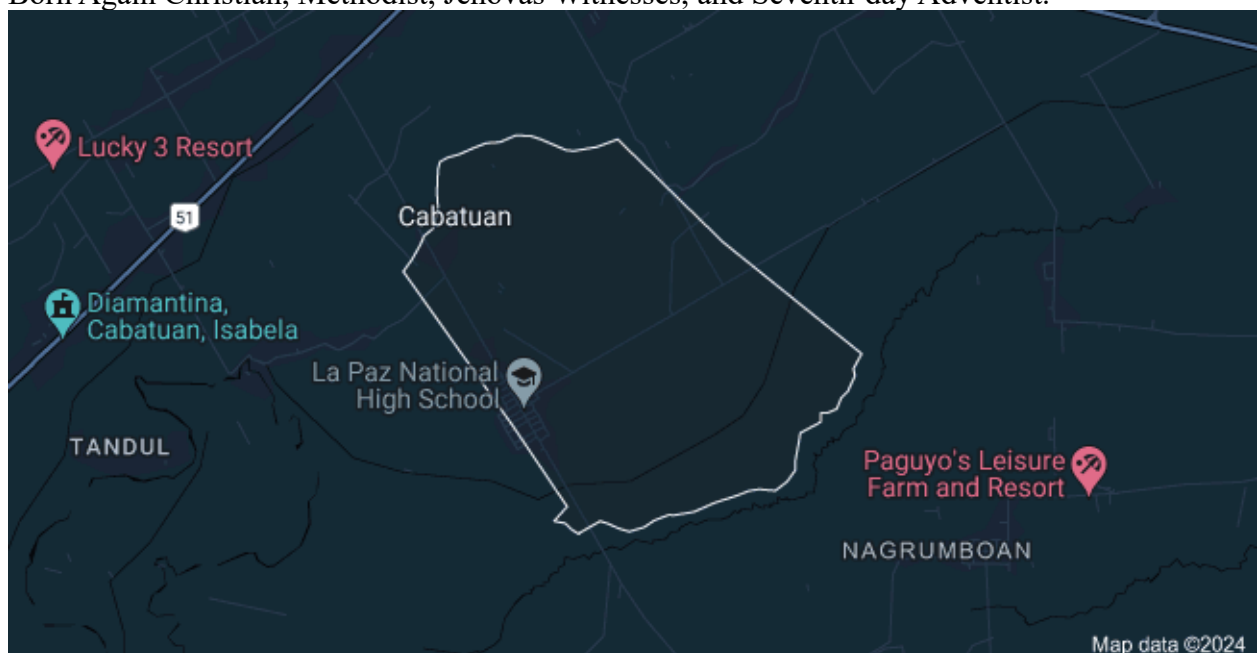 Born Again Christian, Methodist, Jehovas Witnesses, and Seventh-day Adventist.
Lucky 3 Resort
51
Cabatuan
Diamantina,
Cabatuan, Isabela
La Paz National
High School
TANDUL
Paguyo's Leisure
Farm and Resort
NAGRUMBOAN
Map data ©2024